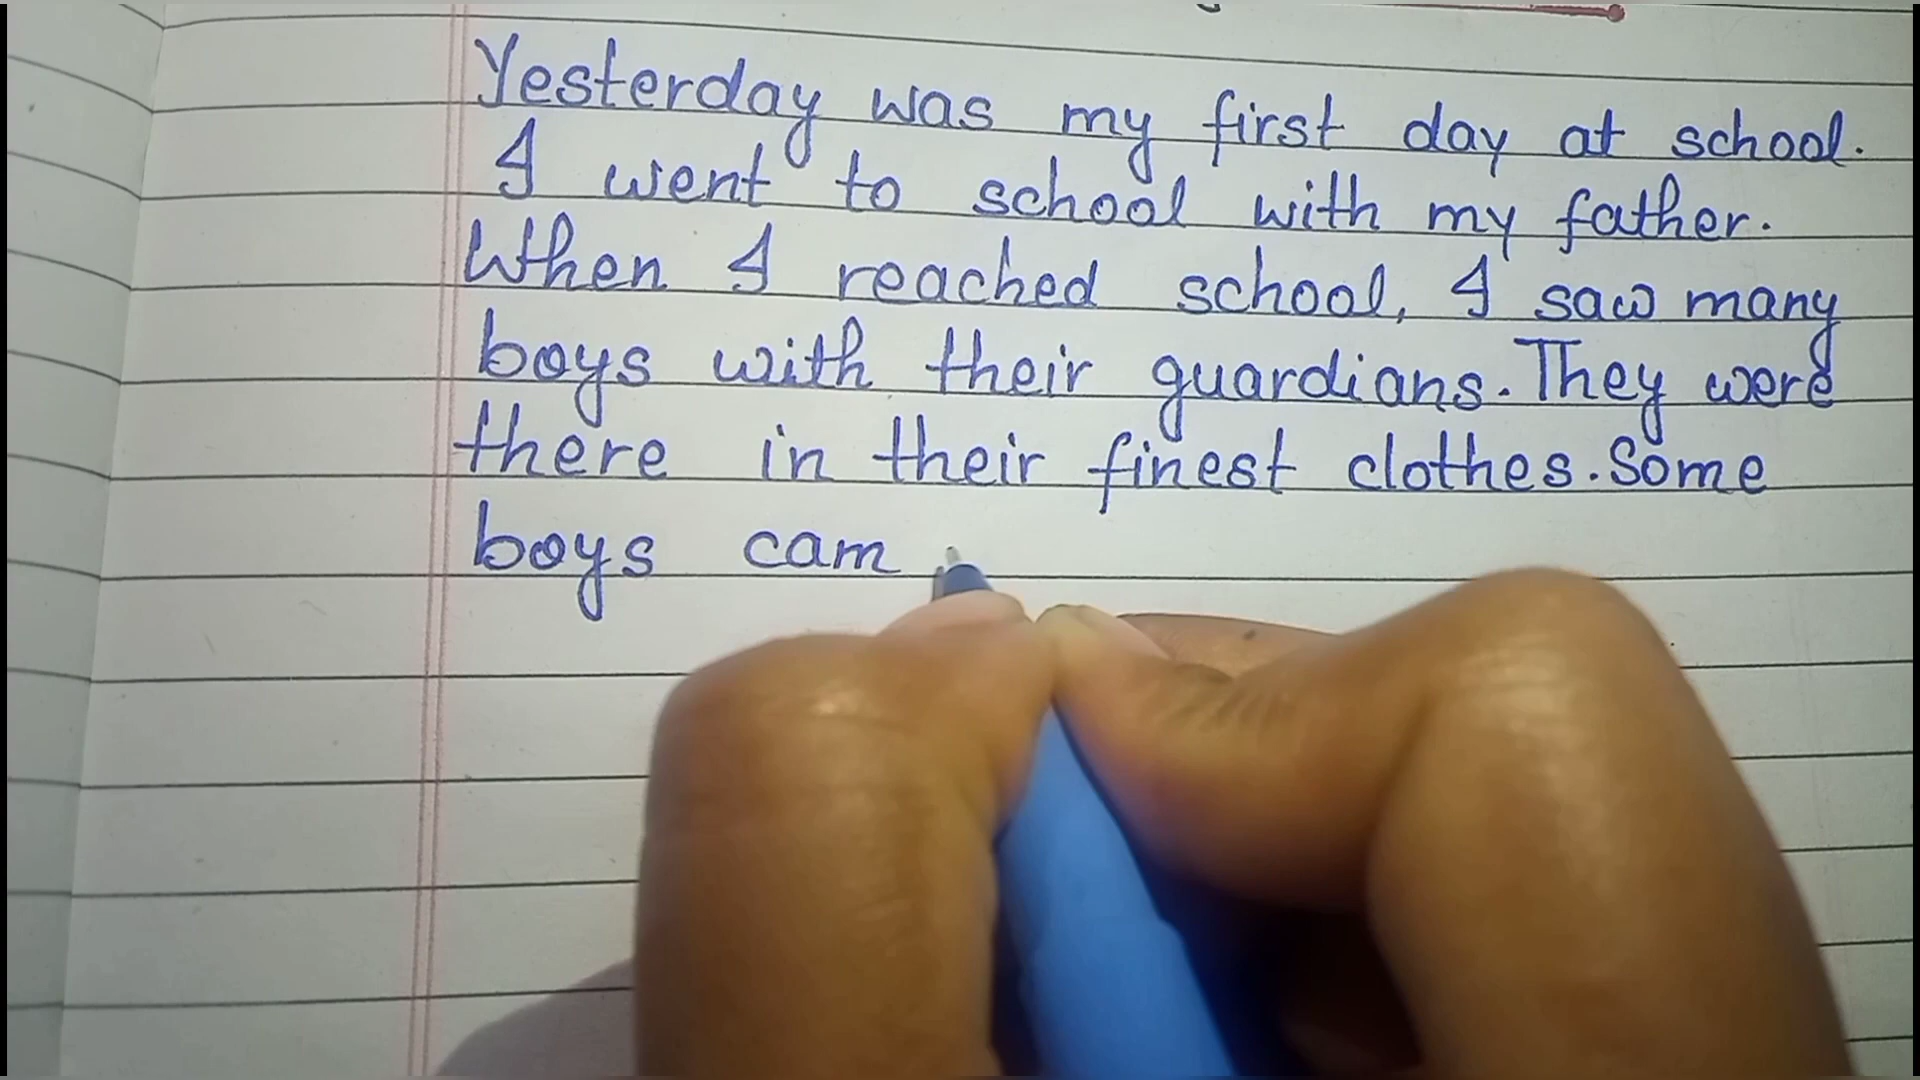 Yesterday was my first day at school.
I went to school with my father.
When I reached school, I saw many
boys with their guardians. They were
there in their finest clothes. Some
boys cam